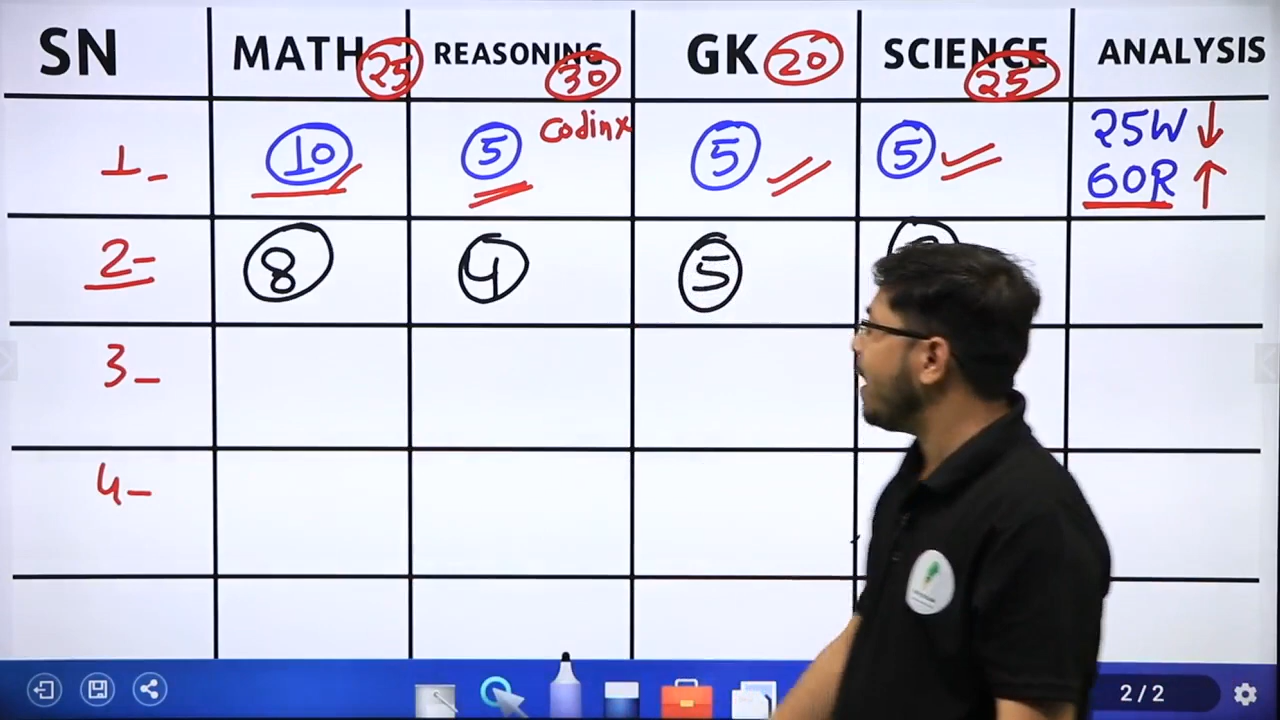 SN MATH 25 REASONING 30 GK 20 SCIENCE 25 ANALYSIS
1- 10 5 Coding 5 5 25W ↓
60R ↑
2- 8 4 5
3-
4-
2 / 2